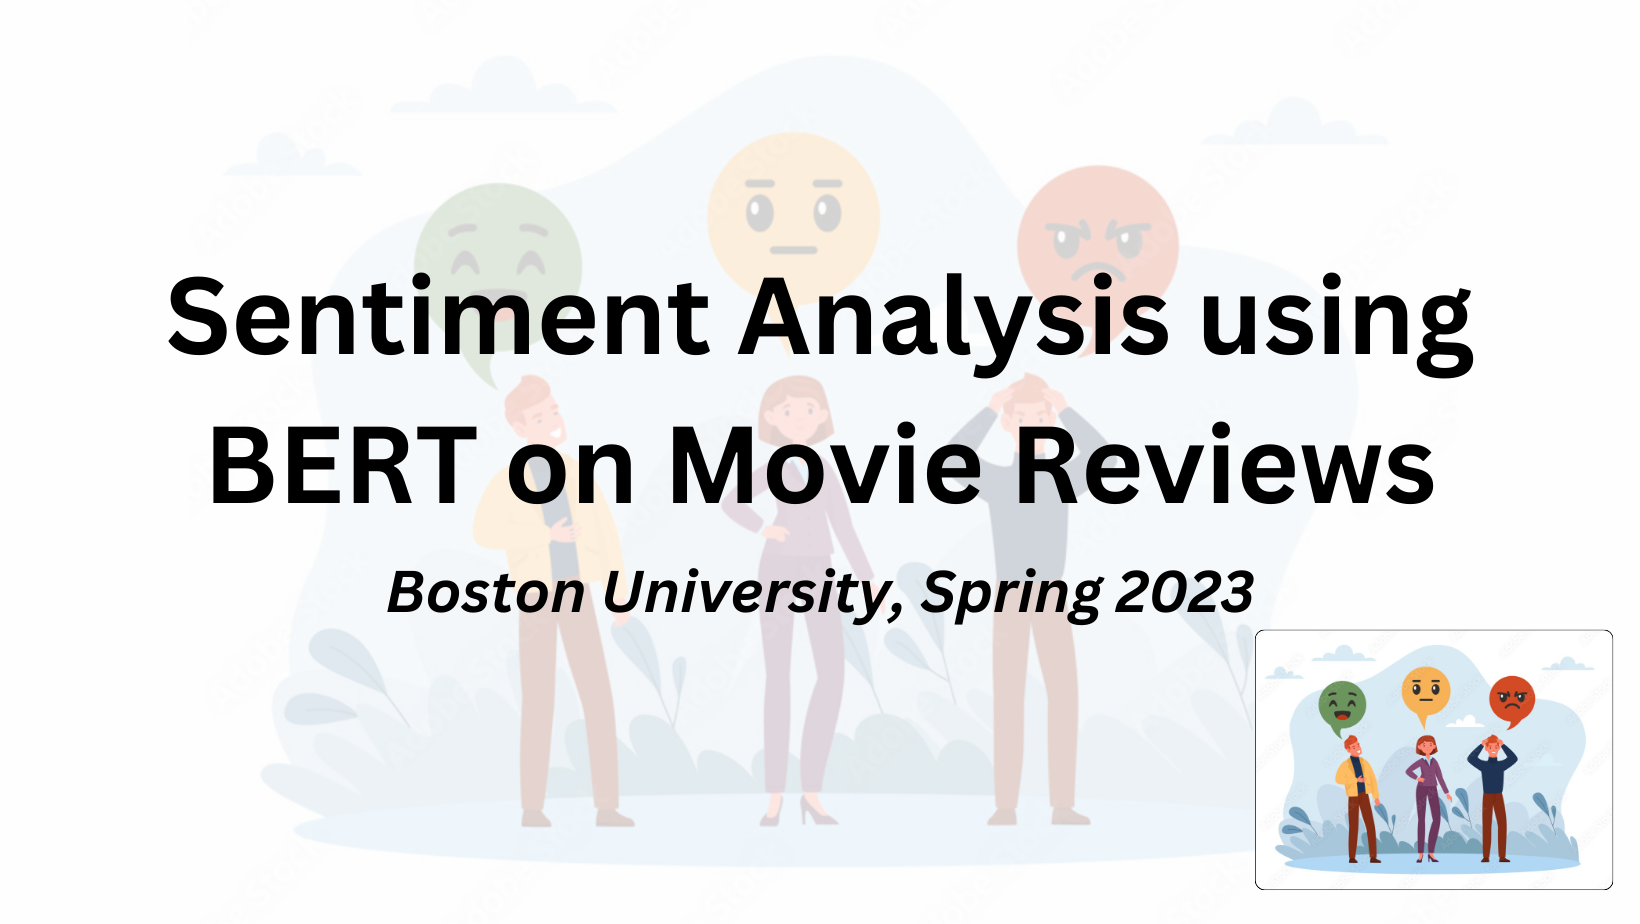 Sentiment Analysis using
BERT on Movie Reviews
Boston University, Spring 2023